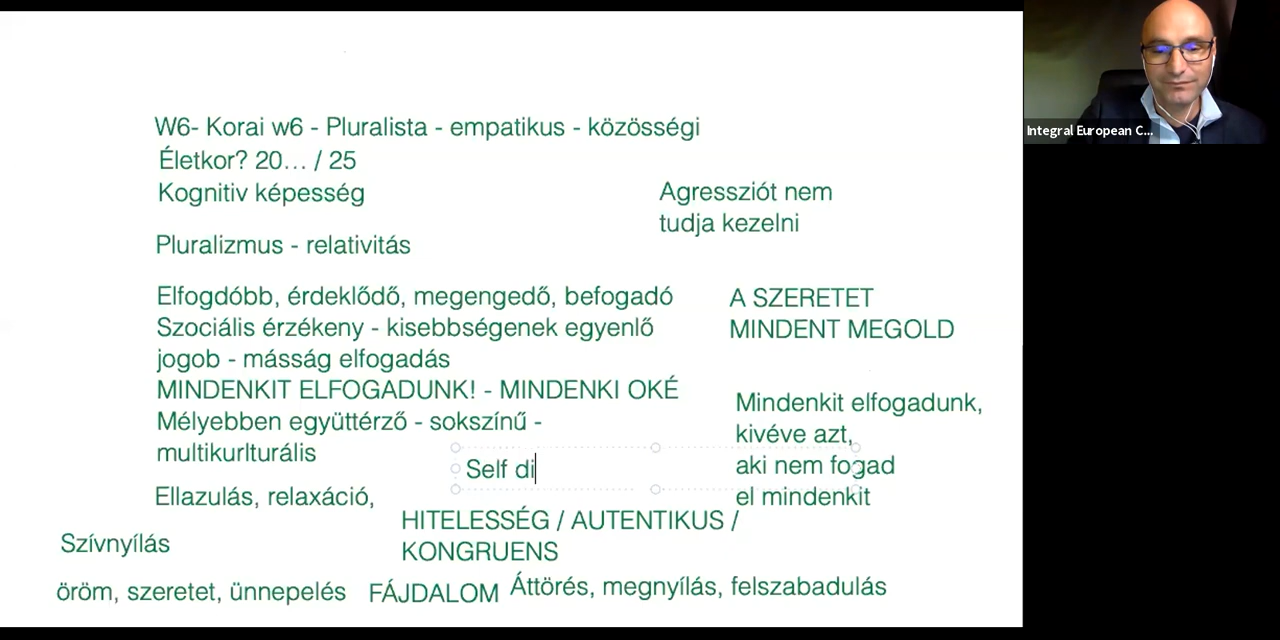 W6- Korai w6 - Pluralista - empatikus - közösségi
Életkor? 20... / 25
Kognitiv képesség
Agressziót nem
tudja kezelni
Pluralizmus - relativitás
Elfogdóbb, érdeklődő, megengedő, befogadó
Szociális érzékeny - kisebbségenek egyenlő
jogob - másság elfogadás
MINDENKIT ELFOGADUNK! - MINDENKI OKÉ
Mélyebben együttérző - sokszínű -
multikurlturális
A SZERETET
MINDENT MEGOLD
Mindenkit elfogadunk,
kivéve azt,
aki nem fogad
el mindenkit
Self di
Ellazulás, relaxáció,
HITELESSÉG / AUTENTIKUS /
KONGRUENS
Szívnyílás
öröm, szeretet, ünnepelés
FÁJDALOM
Áttörés, megnyílás, felszabadulás
Integral European C...